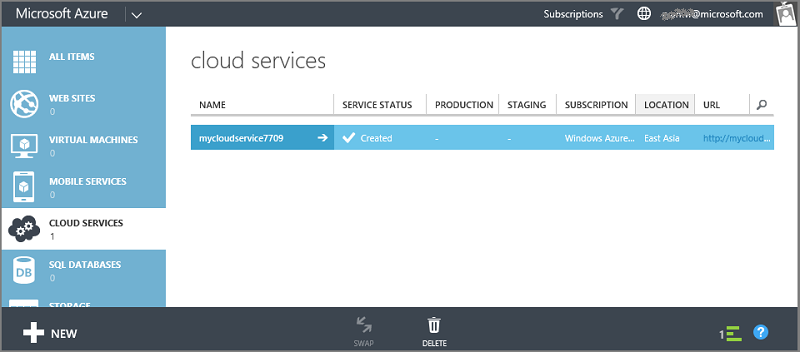 Microsoft Azure
Subscriptions
@microsoft.com
ALL ITEMS
WEB SITES
0
VIRTUAL MACHINES
0
MOBILE SERVICES
0
CLOUD SERVICES
1
SQL DATABASES
0
DB
STORAGE
cloud services
NAME SERVICE STATUS PRODUCTION STAGING SUBSCRIPTION LOCATION URL
mycloudservice7709 Created - - Windows Azure... East Asia http://mycloud...
NEW
SWAP
DELETE
1
?